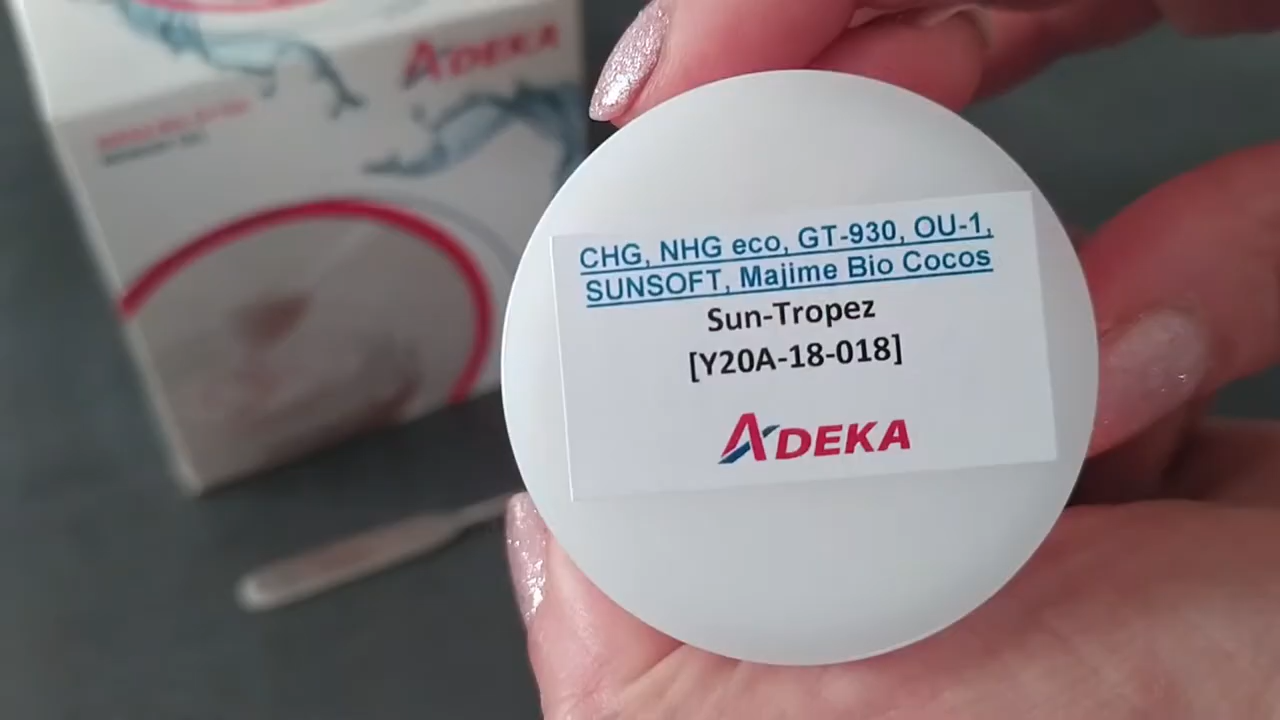 ADEKA
CHG, NHG eco, GT-930, OU-1,
SUNSOFT, Majime Bio Cocos
Sun-Tropez
[Y20A-18-018]
ADEKA